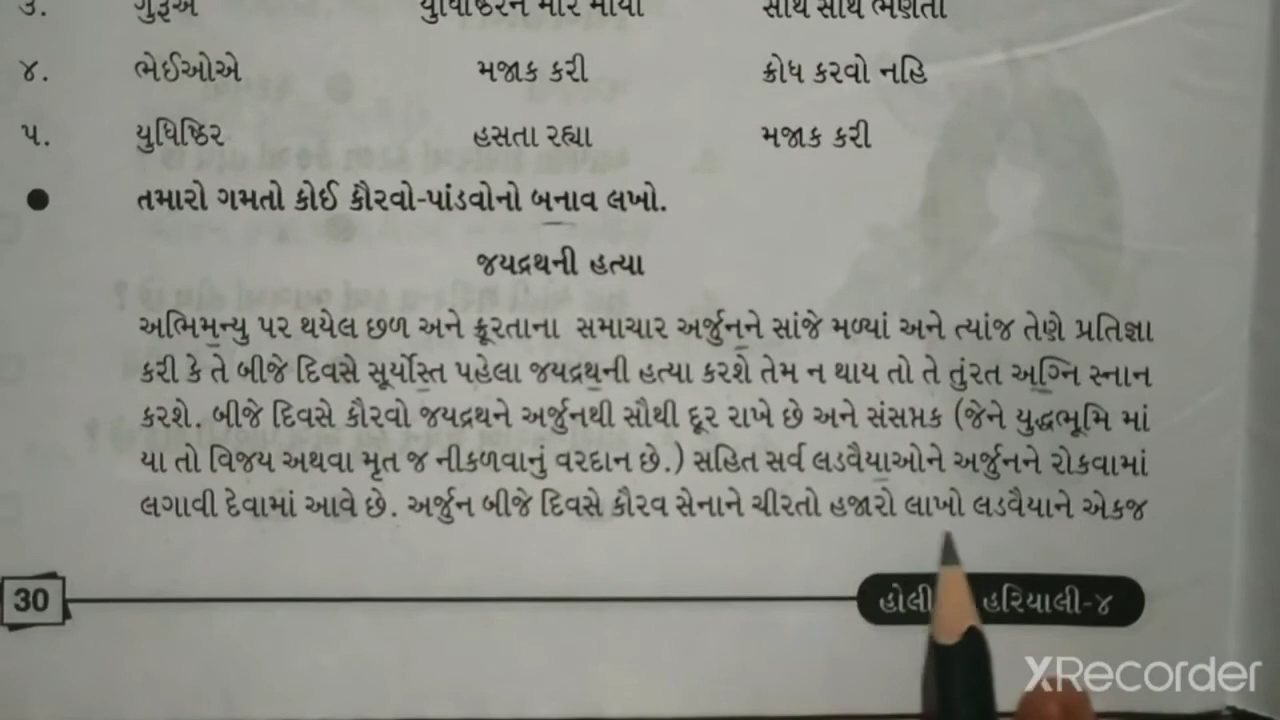 ૩. ગુરૂએ યુધિષ્ઠિરને માર માર્યો સાથે સાથે ભણતા
૪. ભેઈઓએ મજાક કરી ક્રોધ કરવો નહિ
૫. યુધિષ્ઠિર હસતા રહ્યા મજાક કરી
● તમારો ગમતો કોઈ કૌરવો-પાંડવોનો બનાવ લખો.
જયદ્રથની હત્યા
અભિમન્યુ પર થયેલ છળ અને ક્રૂરતાના સમાચાર અર્જુનને સાંજે મળ્યાં અને ત્યાંજ તેણે પ્રતિજ્ઞા
કરી કે તે બીજે દિવસે સૂર્યોસ્ત પહેલા જયદ્રથની હત્યા કરશે તેમ ન થાય તો તે તુંરત અગ્નિ સ્નાન
કરશે. બીજે દિવસે કૌરવો જયદ્રથને અર્જુનથી સૌથી દૂર રાખે છે અને સંસપ્તક (જેને યુદ્ધભૂમિ માં
યા તો વિજય અથવા મૃત જ નીકળવાનું વરદાન છે.) સહિત સર્વ લડવૈયાઓને અર્જુનને રોકવામાં
લગાવી દેવામાં આવે છે. અર્જુન બીજે દિવસે કૌરવ સેનાને ચીરતો હજારો લાખો લડવૈયાને એકજ
30 હોલી હરિયાલી-૪
XRecorder